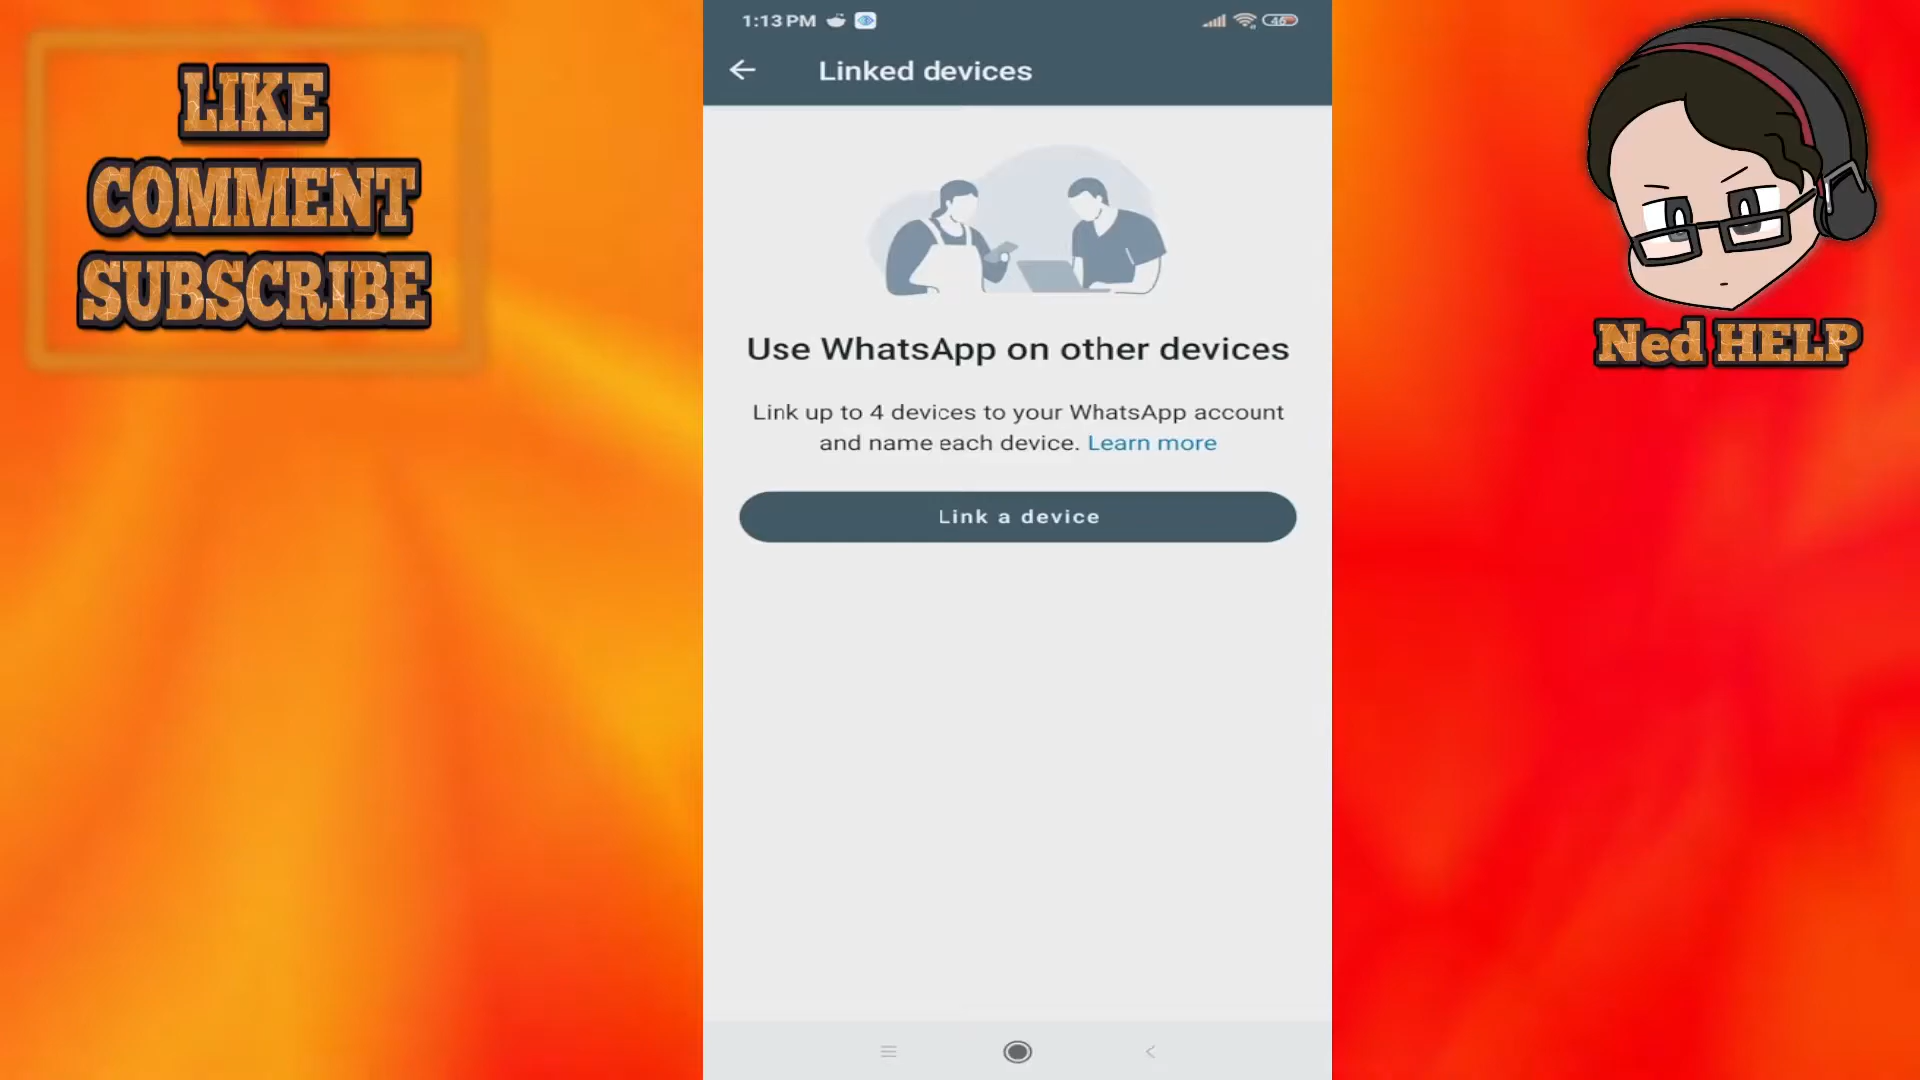 LIKE
COMMENT
SUBSCRIBE
1:13 PM
46
Linked devices
Use WhatsApp on other devices
Link up to 4 devices to your WhatsApp account
and name each device. Learn more
Link a device
Ned HELP